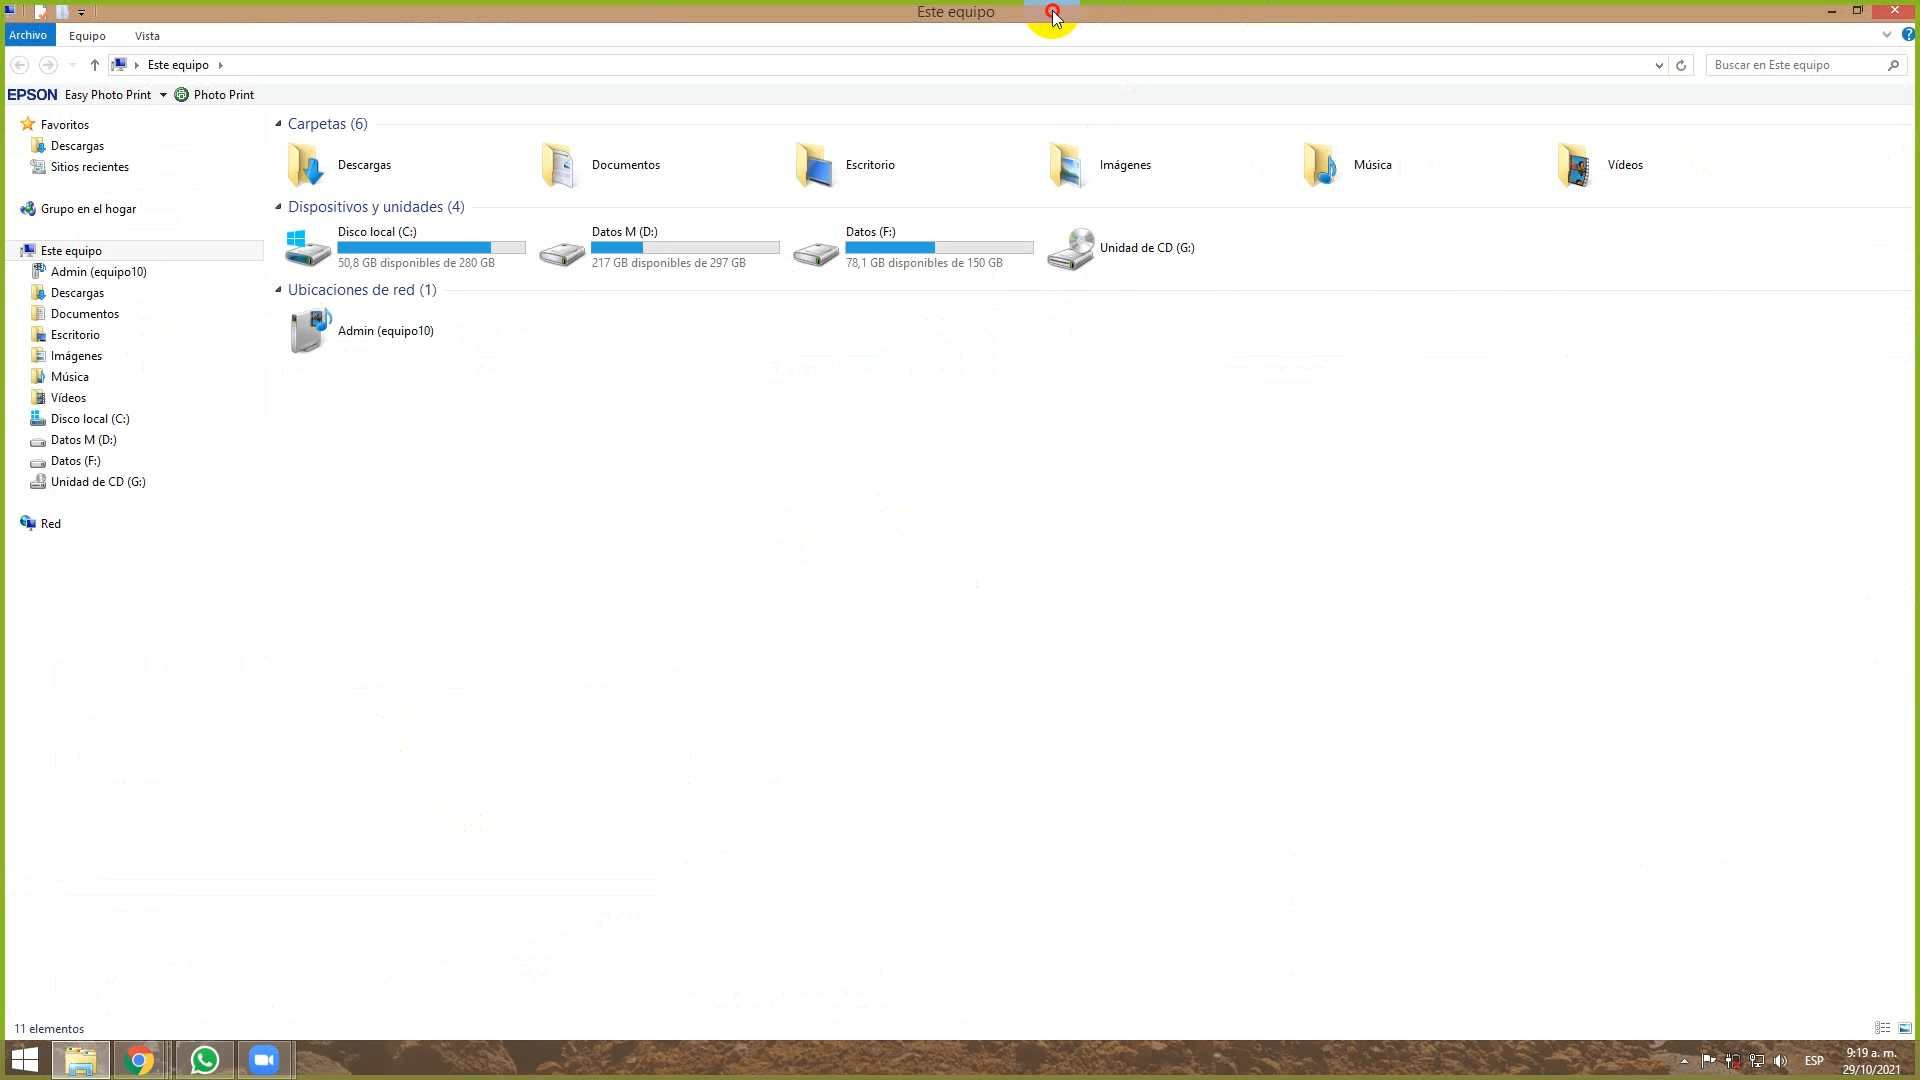 Este equipo
Archivo
Equipo
Vista
Este equipo
Buscar en Este equipo
EPSON Easy Photo Print
Photo Print
Favoritos
Descargas
Sitios recientes
Grupo en el hogar
Este equipo
Admin (equipo10)
Descargas
Documentos
Escritorio
Imágenes
Música
Vídeos
Disco local (C:)
Datos M (D:)
Datos (F:)
Unidad de CD (G:)
Red
Carpetas (6)
Descargas
Documentos
Escritorio
Imágenes
Música
Vídeos
Dispositivos y unidades (4)
Disco local (C:)
50,8 GB disponibles de 280 GB
Datos M (D:)
217 GB disponibles de 297 GB
Datos (F:)
78,1 GB disponibles de 150 GB
Unidad de CD (G:)
Ubicaciones de red (1)
Admin (equipo10)
11 elementos
ESP
9:19 a. m.
29/10/2021